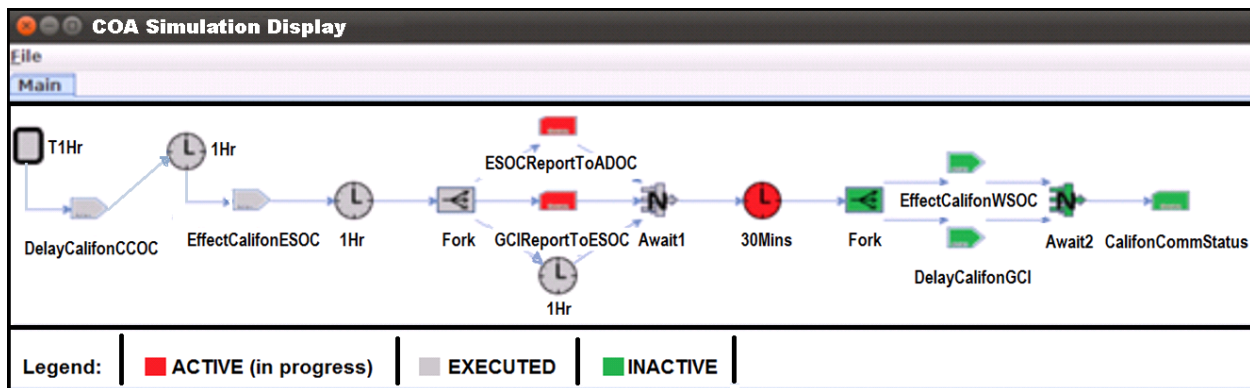 COA Simulation Display
File
Main
T1Hr
1Hr
ESOCReportToADOC
EffectCalifonWSOC
DelayCalifonCCOC
EffectCalifonESOC
1Hr
Fork
GCIReportToESOC
Await1
30Mins
Fork
Await2
CalifonCommStatus
DelayCalifonGCI
1Hr
Legend:
ACTIVE (in progress)
EXECUTED
INACTIVE